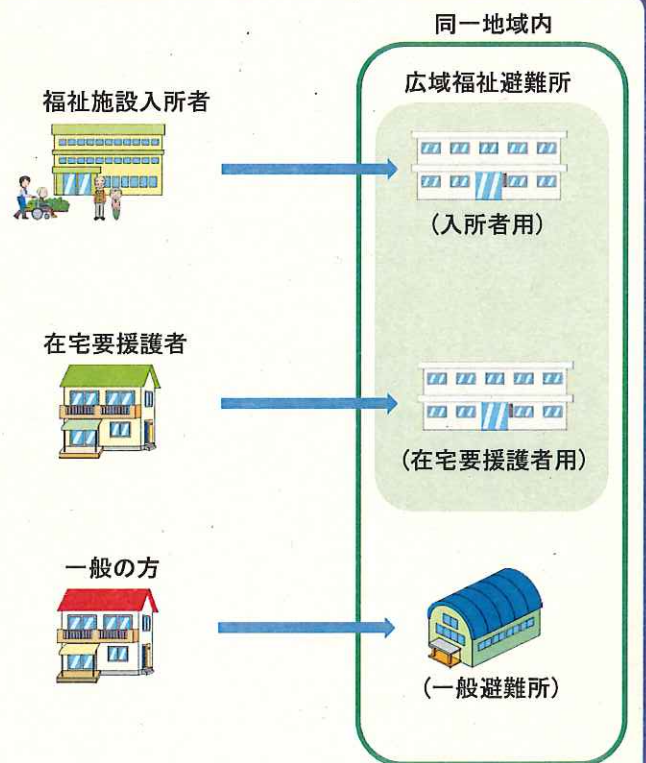 同一地域内
広域福祉避難所
福祉施設入所者
(入所者用)
在宅要援護者
(在宅要援護者用)
一般の方
(一般避難所)